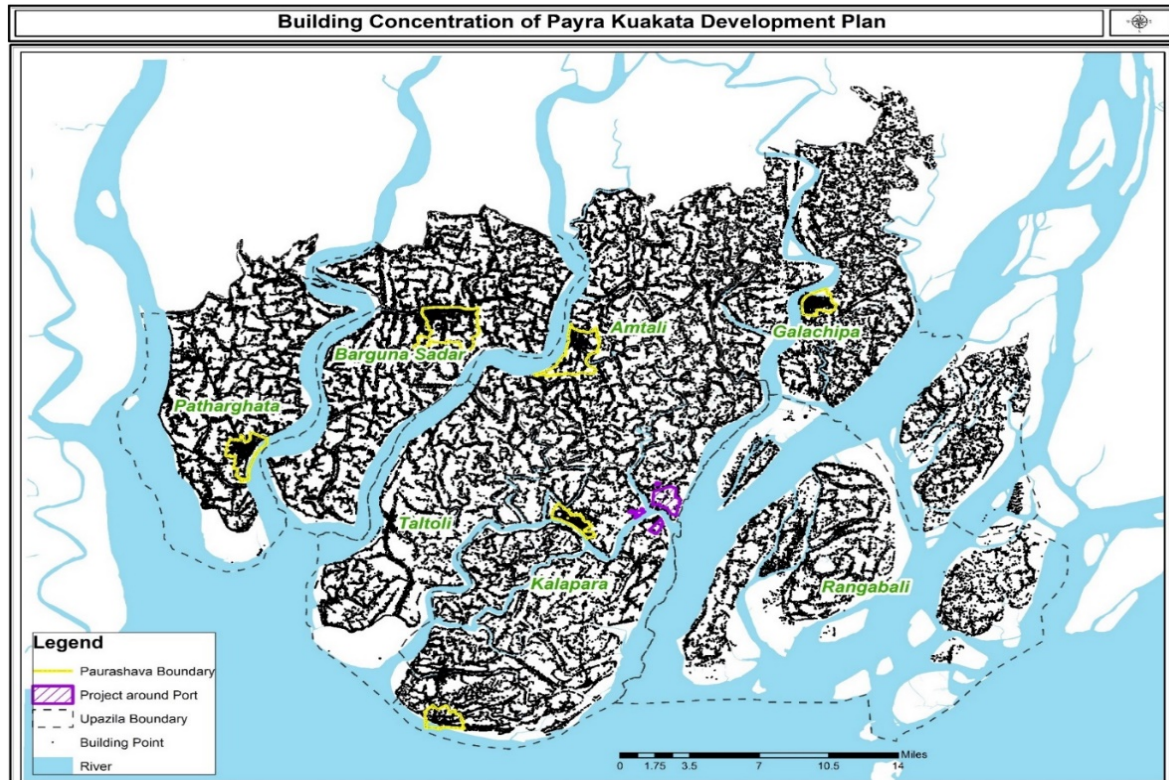 Building Concentration of Payra Kuakata Development Plan
Amtali
Galachipa
Barguna Sadar
Patharghata
Taltoli
Kalapara
Rangabali
Legend
Paurashava Boundary
Project around Port
Upazila Boundary
Building Point
River
Miles
0 1.75 3.5 7 10.5 14